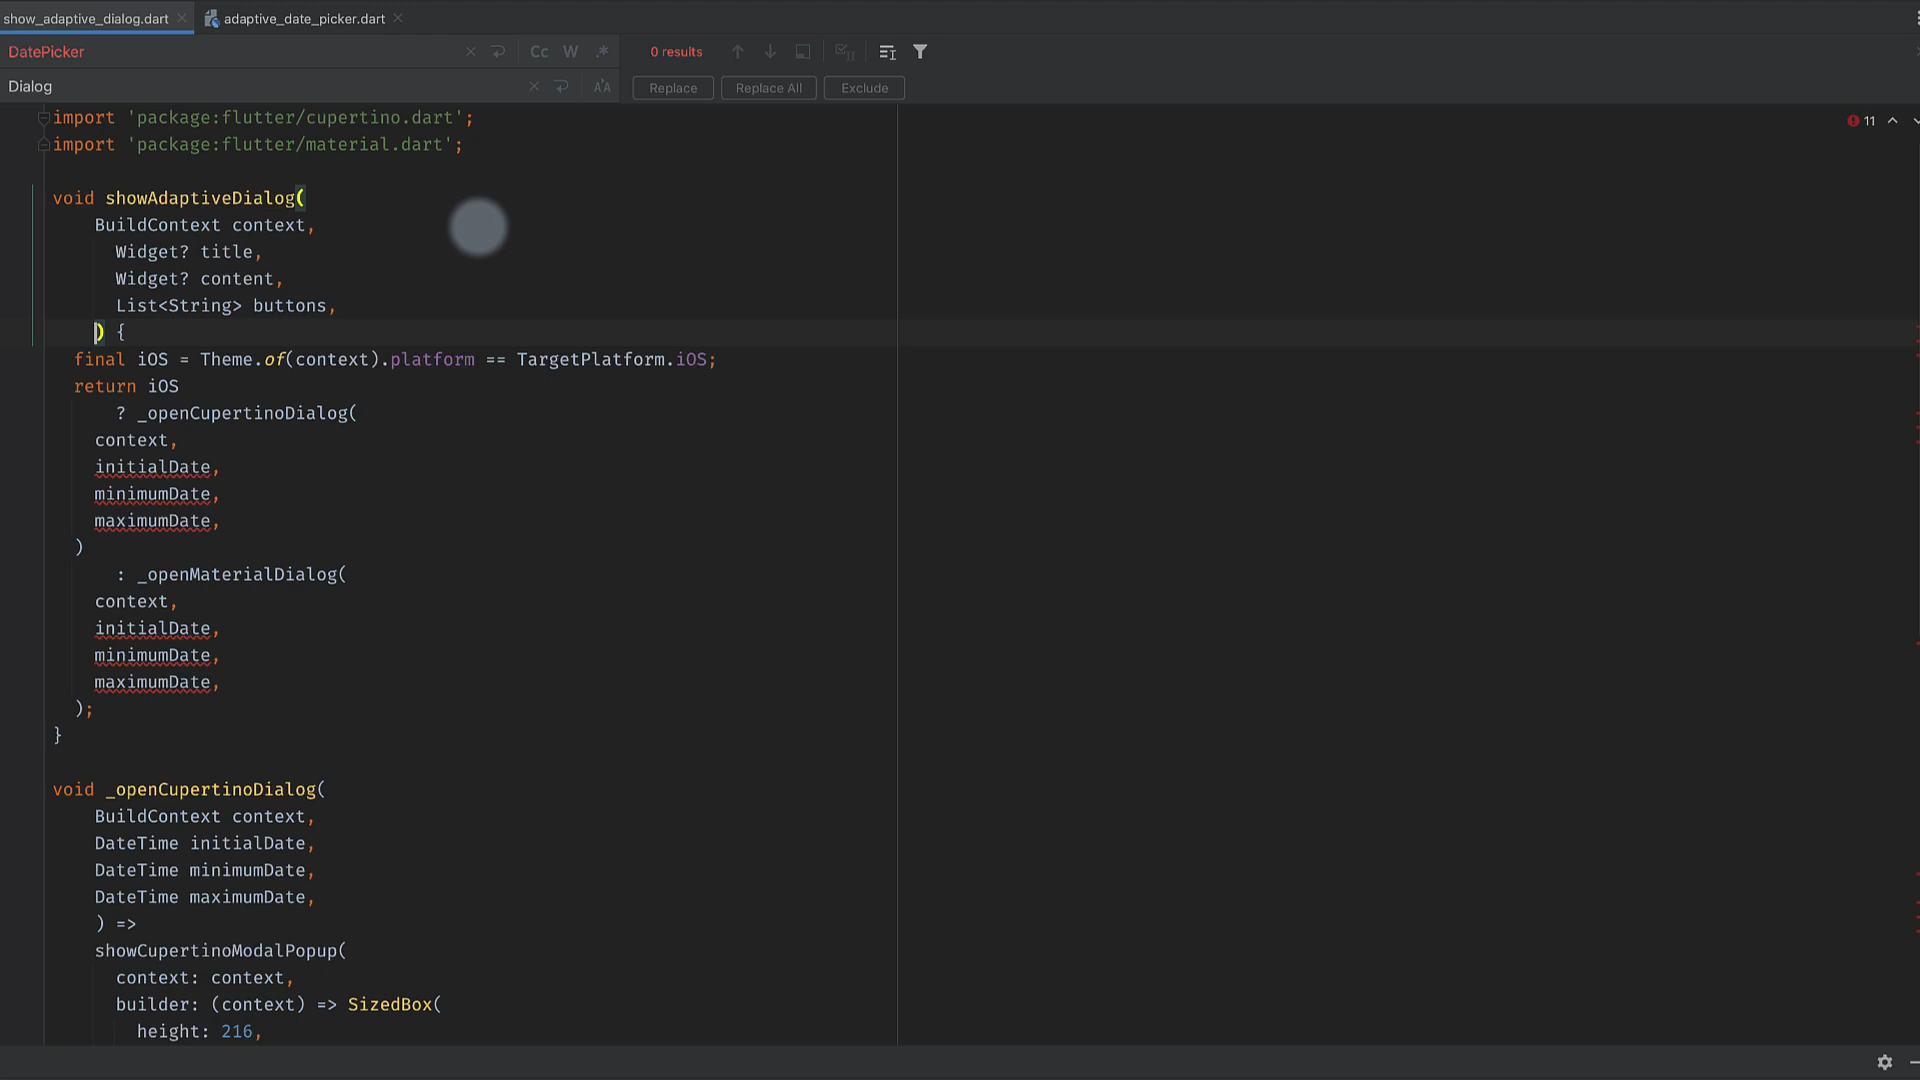 show_adaptive_dialog.dart
adaptive_date_picker.dart
DatePicker
Cc W .*
0 results
Dialog
Replace
Replace All
Exclude
11
import 'package:flutter/cupertino.dart';
import 'package:flutter/material.dart';
void showAdaptiveDialog(
BuildContext context,
Widget? title,
Widget? content,
List<String> buttons,
) {
final iOS = Theme.of(context).platform == TargetPlatform.iOS;
return iOS
? _openCupertinoDialog(
context,
initialDate,
minimumDate,
maximumDate,
)
: _openMaterialDialog(
context,
initialDate,
minimumDate,
maximumDate,
);
}
void _openCupertinoDialog(
BuildContext context,
DateTime initialDate,
DateTime minimumDate,
DateTime maximumDate,
) =>
showCupertinoModalPopup(
context: context,
builder: (context) => SizedBox(
height: 216,